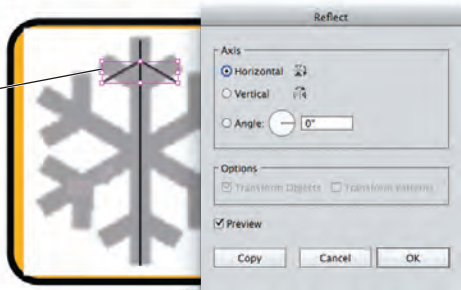 Reflect
Axis
Horizontal
Vertical
Angle: 0°
Options
Transform Objects Transform Patterns
Preview
Copy Cancel OK